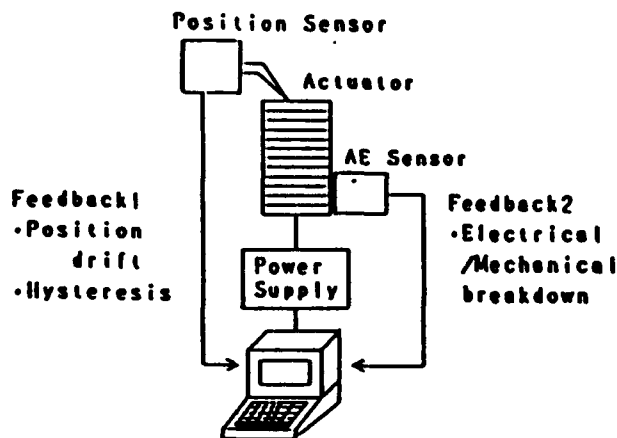 Position Sensor
Actuator
AE Sensor
Feedback1
•Position
drift
•Hysteresis
Feedback2
•Electrical
/Mechanical
breakdown
Power
Supply